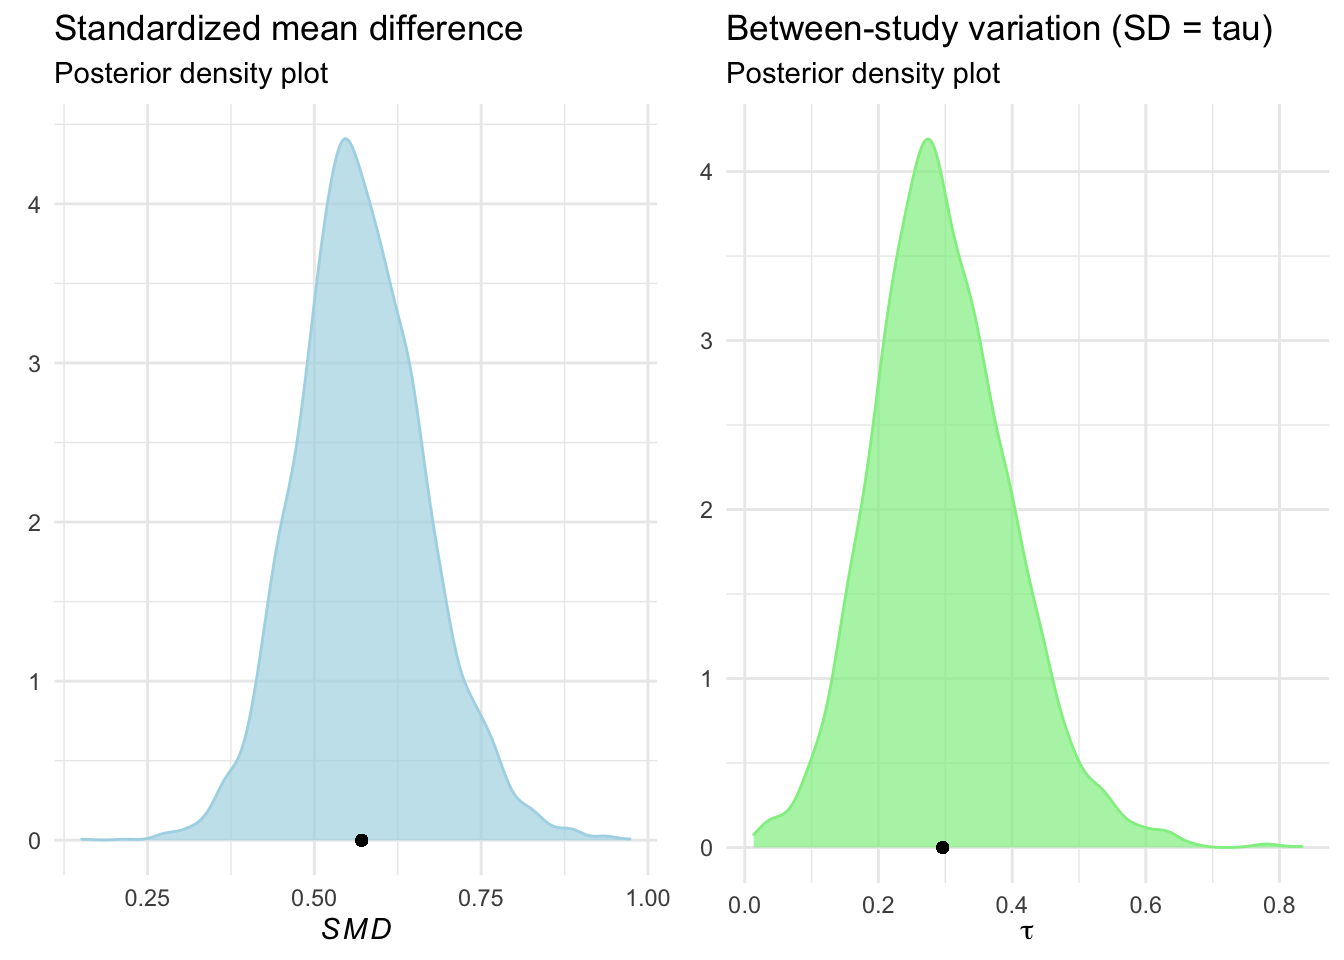 Standardized mean difference
Posterior density plot
4
3
2
1
0
0.25 0.50 0.75 1.00
SMD
Between-study variation (SD = tau)
Posterior density plot
4
3
2
1
0
0.0 0.2 0.4 0.6 0.8
τ